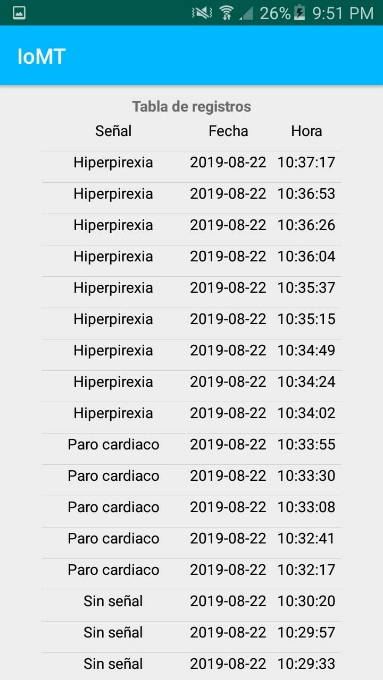 26% 9:51 PM
IoMT
Tabla de registros
Señal Fecha Hora
Hiperpirexia 2019-08-22 10:37:17
Hiperpirexia 2019-08-22 10:36:53
Hiperpirexia 2019-08-22 10:36:26
Hiperpirexia 2019-08-22 10:36:04
Hiperpirexia 2019-08-22 10:35:37
Hiperpirexia 2019-08-22 10:35:15
Hiperpirexia 2019-08-22 10:34:49
Hiperpirexia 2019-08-22 10:34:24
Hiperpirexia 2019-08-22 10:34:02
Paro cardiaco 2019-08-22 10:33:55
Paro cardiaco 2019-08-22 10:33:30
Paro cardiaco 2019-08-22 10:33:08
Paro cardiaco 2019-08-22 10:32:41
Paro cardiaco 2019-08-22 10:32:17
Sin señal 2019-08-22 10:30:20
Sin señal 2019-08-22 10:29:57
Sin señal 2019-08-22 10:29:33